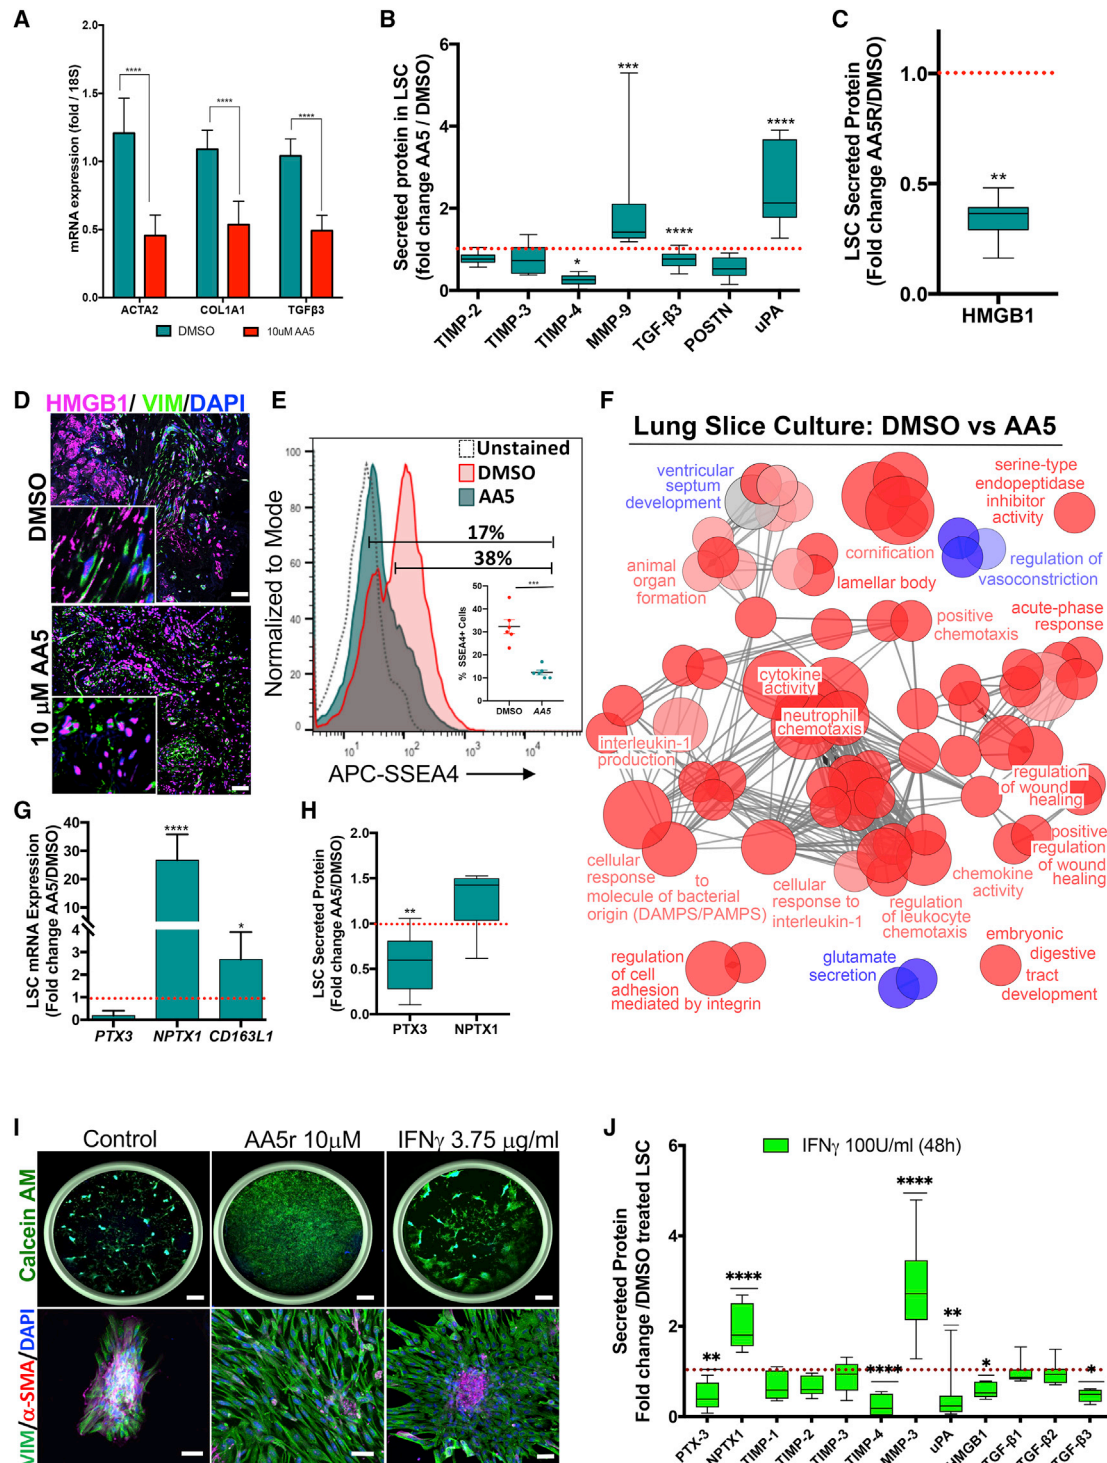 A
mRNA expression (fold / 18S)
2.0
1.5
1.0
0.5
0.0
****
****
****
ACTA2
COL1A1
TGFβ3
DMSO
10uM AA5
B
Secreted protein in LSC
(fold change AA5 / DMSO)
6
4
2
0
*
***
****
****
TIMP-2
TIMP-3
TIMP-4
MMP-9
TGF-β3
POSTN
uPA
C
LSC Secreted Protein
(Fold change AA5R/DMSO)
1.0
0.5
0.0
**
HMGB1
D
HMGB1/ VIM/DAPI
DMSO
10 μM AA5
E
Normalized to Mode
100
80
60
40
20
0
Unstained
DMSO
AA5
17%
38%
% SSEA4+ Cells
50
40
30
20
10
0
***
DMSO
AA5
10¹
10²
10³
10⁴
APC-SSEA4
F
Lung Slice Culture: DMSO vs AA5
ventricular
septum
development
serine-type
endopeptidase
inhibitor
activity
cornification
regulation of
vasoconstriction
animal
organ
formation
lamellar body
positive
chemotaxis
acute-phase
response
cytokine
activity
neutrophil
chemotaxis
interleukin-1
production
regulation
of wound
healing
positive
regulation
of wound
healing
cellular
response
to
molecule of bacterial
origin (DAMPS/PAMPS)
cellular
response to
interleukin-1
chemokine
activity
regulation
of leukocyte
chemotaxis
regulation
of cell
adhesion
mediated by integrin
glutamate
secretion
embryonic
digestive
tract
development
G
LSC mRNA Expression
(Fold change AA5/DMSO)
40
30
20
10
4
3
2
1
0
****
*
PTX3
NPTX1
CD163L1
H
LSC Secreted Protein
(Fold change AA5/DMSO)
2.0
1.5
1.0
0.5
0.0
**
PTX3
NPTX1
I
Control
AA5r 10μM
IFNγ 3.75 μg/ml
Calcein AM
VIM/α-SMA/DAPI
J
IFNγ 100U/ml (48h)
Secreted Protein
Fold change /DMSO treated LSC
6
4
2
0
**
****
****
****
**
*
*
PTX-3
NPTX1
TIMP-1
TIMP-2
TIMP-3
TIMP-4
MMP-3
uPA
HMGB1
TGF-β1
TGF-β2
TGF-β3